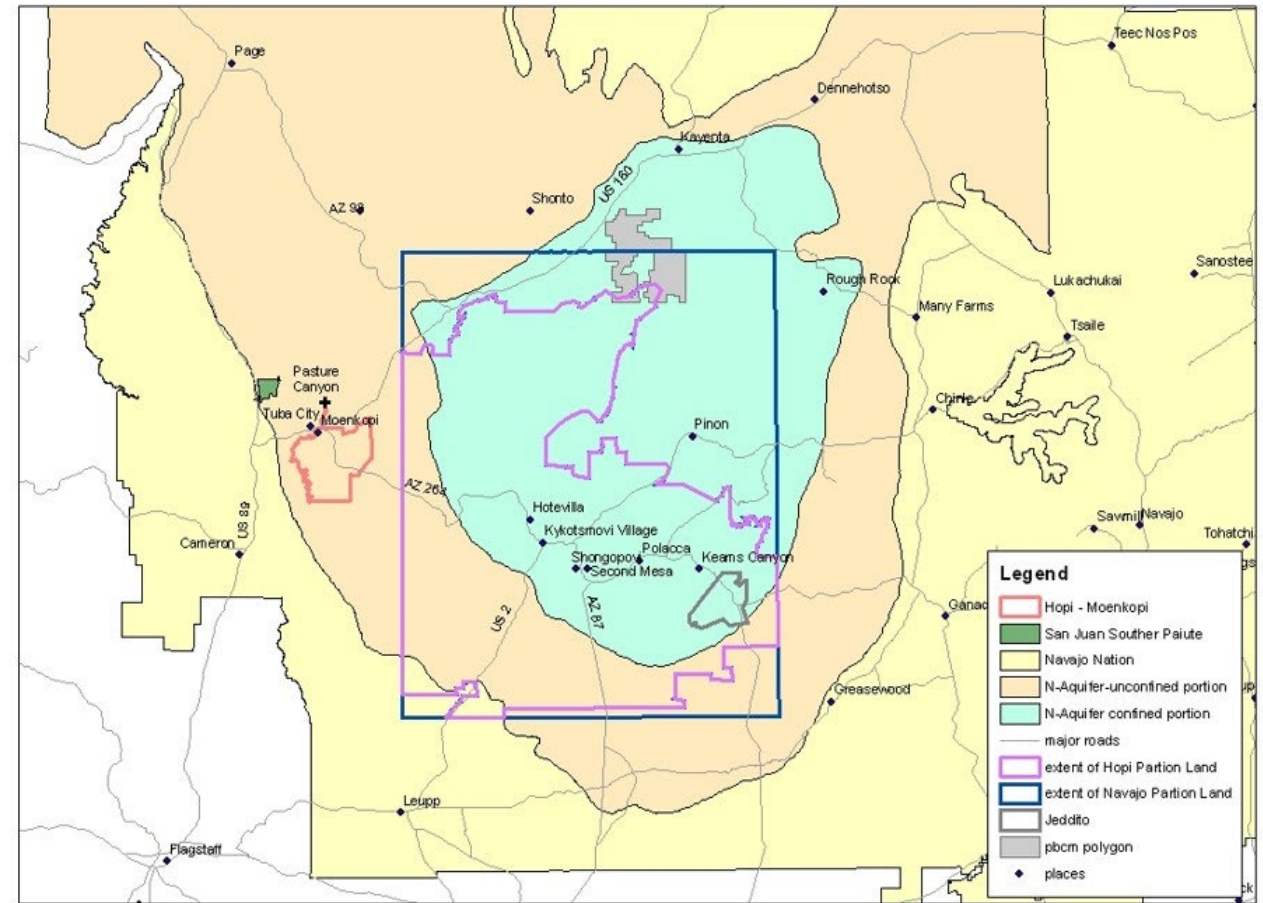 Page
Teec Nos Pos
Dennehotso
Kayenta
US 160
AZ 98
Shonto
Sanostee
Rough Rock
Lukachukai
Many Farms
Tsaile
Pasture
Canyon
Tuba City
Moenkopi
Chinle
Pinon
AZ 264
Hotevilla
US 89
Kykotsmovi Village
Sawmill
Navajo
Tohatchi
Cameron
Shongopovi
Second Mesa
Polacca
Keams Canyon
US 2
AZ 87
Greasewood
Leupp
Flagstaff
Legend
Hopi - Moenkopi
San Juan Souther Paiute
Navajo Nation
N-Aquifer-unconfined portion
N-Aquifer confined portion
major roads
extent of Hopi Partion Land
extent of Navajo Partion Land
Jeddito
pbcm polygon
places